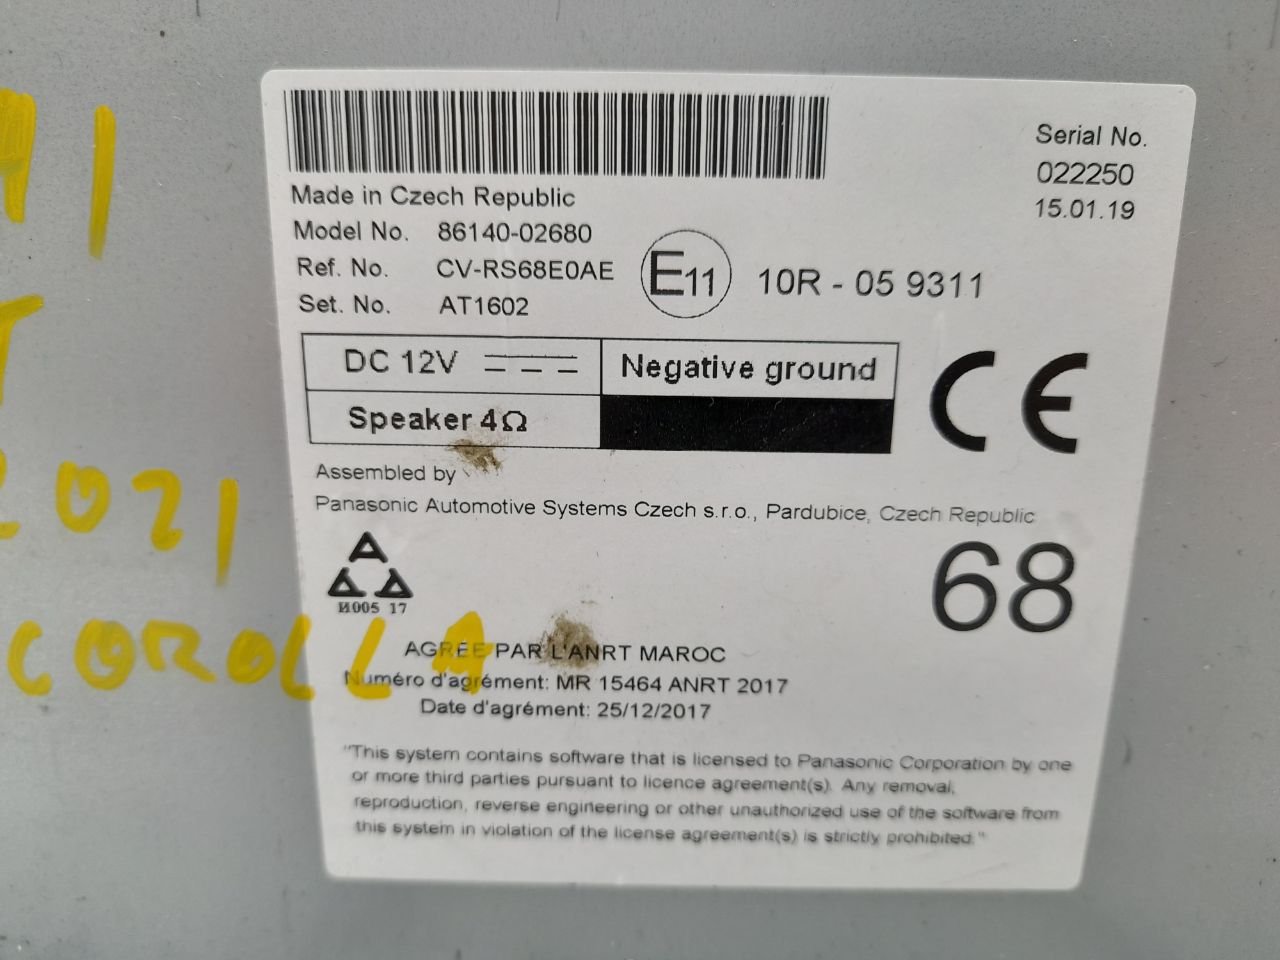 Serial No.
022250
15.01.19
Made in Czech Republic
Model No. 86140-02680
Ref. No. CV-RS68E0AE
Set. No. AT1602
E11 10R - 05 9311
DC 12V
Negative ground
Speaker 4Ω
CE
Assembled by
Panasonic Automotive Systems Czech s.r.o., Pardubice, Czech Republic
68
И005 17
AGRÉE PAR L'ANRT MAROC
Numéro d'agrément: MR 15464 ANRT 2017
Date d'agrément: 25/12/2017
"This system contains software that is licensed to Panasonic Corporation by one
or more third parties pursuant to licence agreement(s). Any removal,
reproduction, reverse engineering or other unauthorized use of the software from
this system in violation of the license agreement(s) is strictly prohibited."
2021
COROLLA